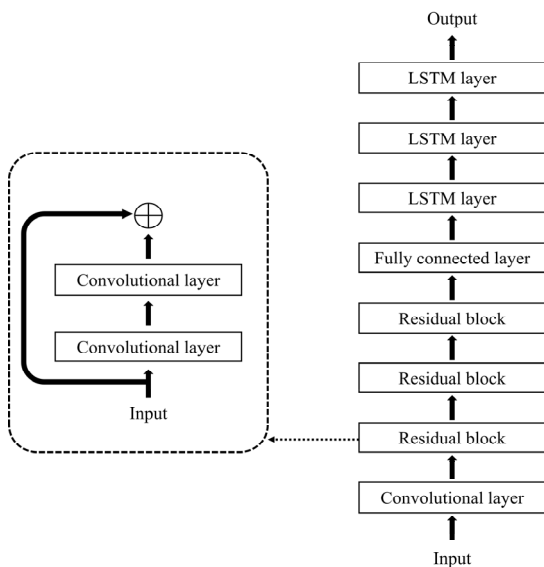 Output
LSTM layer
LSTM layer
LSTM layer
Fully connected layer
Residual block
Residual block
Residual block
Convolutional layer
Input
Convolutional layer
Convolutional layer
Input